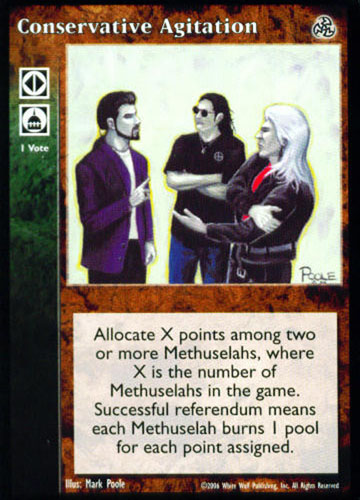 Conservative Agitation
1 Vote
POOLE
Allocate X points among two
or more Methuselahs, where
X is the number of
Methuselahs in the game.
Successful referendum means
each Methuselah burns 1 pool
for each point assigned.
Illus: Mark Poole
©2006 White Wolf Publishing, Inc. All Rights Reserved